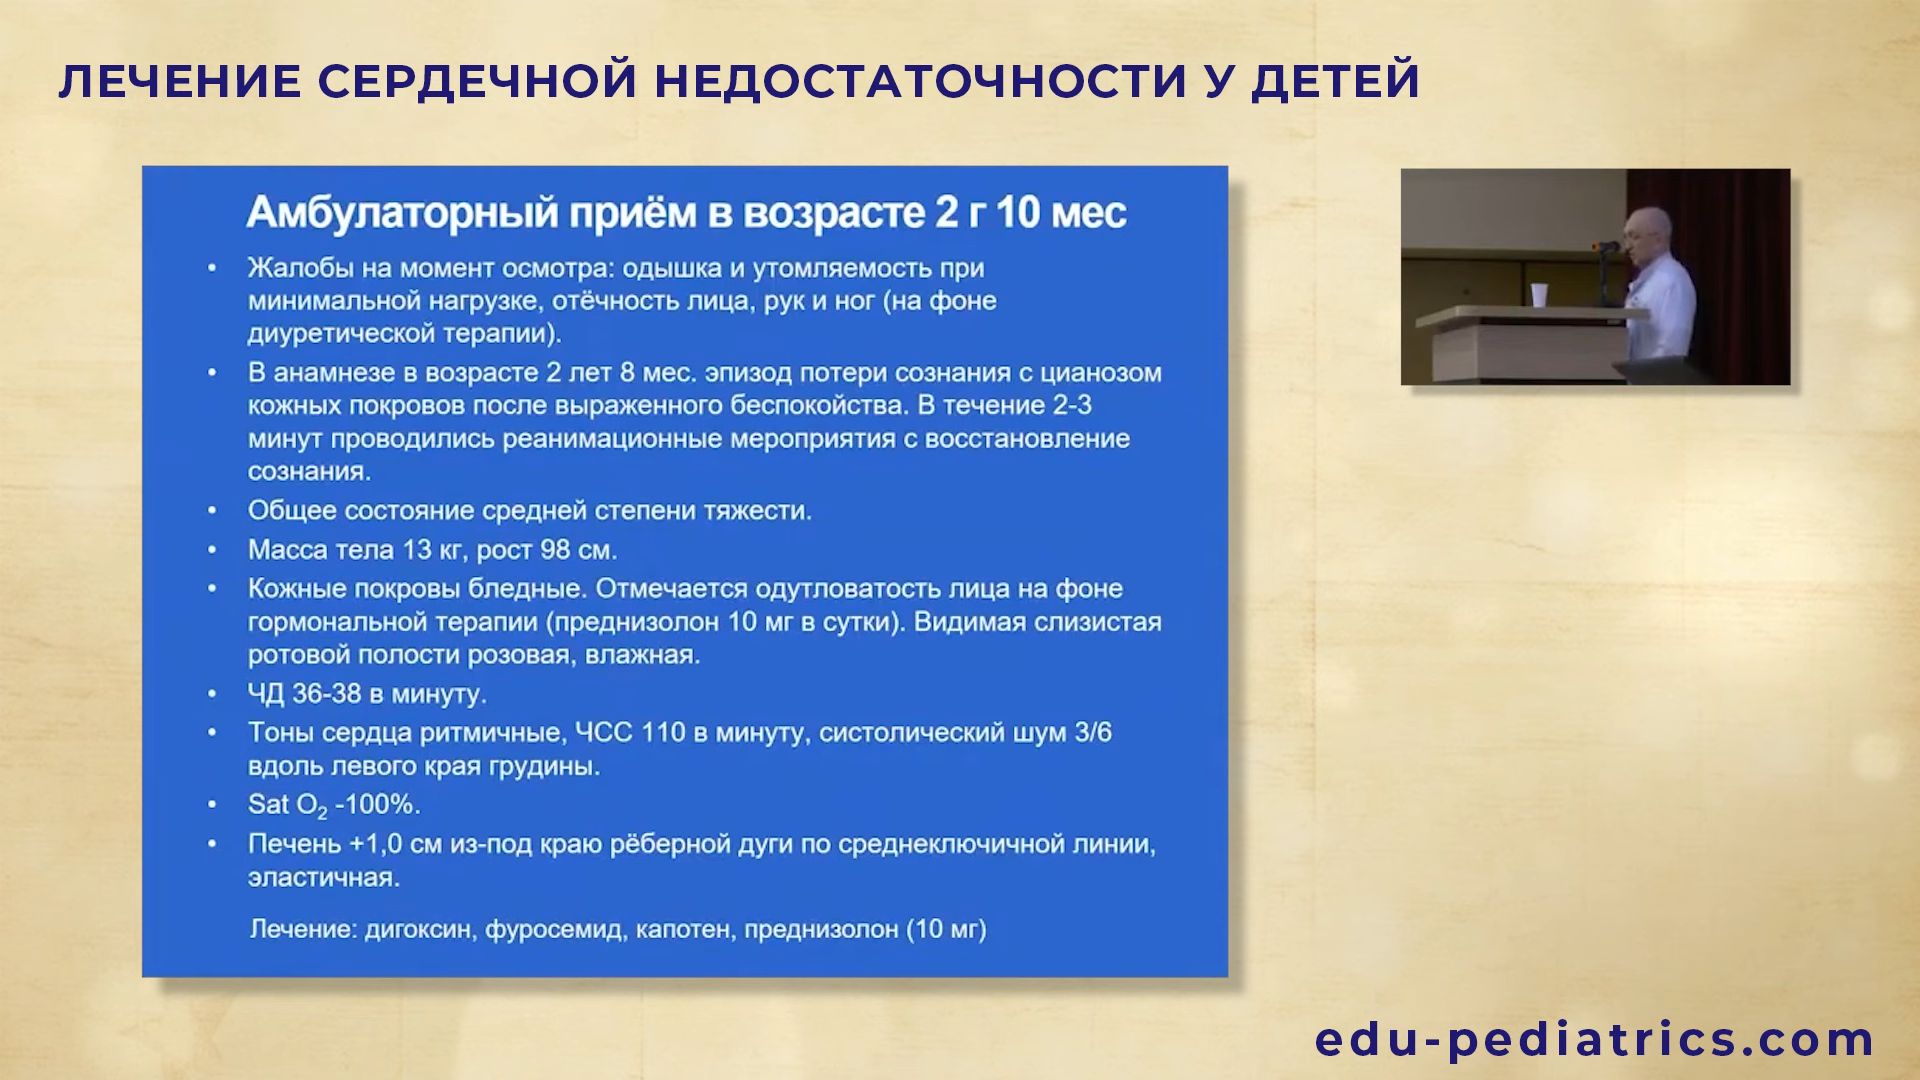 ЛЕЧЕНИЕ СЕРДЕЧНОЙ НЕДОСТАТОЧНОСТИ У ДЕТЕЙ
Амбулаторный приём в возрасте 2 г 10 мес
• Жалобы на момент осмотра: одышка и утомляемость при
минимальной нагрузке, отёчность лица, рук и ног (на фоне
диуретической терапии).
• В анамнезе в возрасте 2 лет 8 мес. эпизод потери сознания с цианозом
кожных покровов после выраженного беспокойства. В течение 2-3
минут проводились реанимационные мероприятия с восстановление
сознания.
• Общее состояние средней степени тяжести.
• Масса тела 13 кг, рост 98 см.
• Кожные покровы бледные. Отмечается одутловатость лица на фоне
гормональной терапии (преднизолон 10 мг в сутки). Видимая слизистая
ротовой полости розовая, влажная.
• ЧД 36-38 в минуту.
• Тоны сердца ритмичные, ЧСС 110 в минуту, систолический шум 3/6
вдоль левого края грудины.
• Sat O₂ -100%.
• Печень +1,0 см из-под краю рёберной дуги по среднеключичной линии,
эластичная.
Лечение: дигоксин, фуросемид, капотен, преднизолон (10 мг)
edu-pediatrics.com